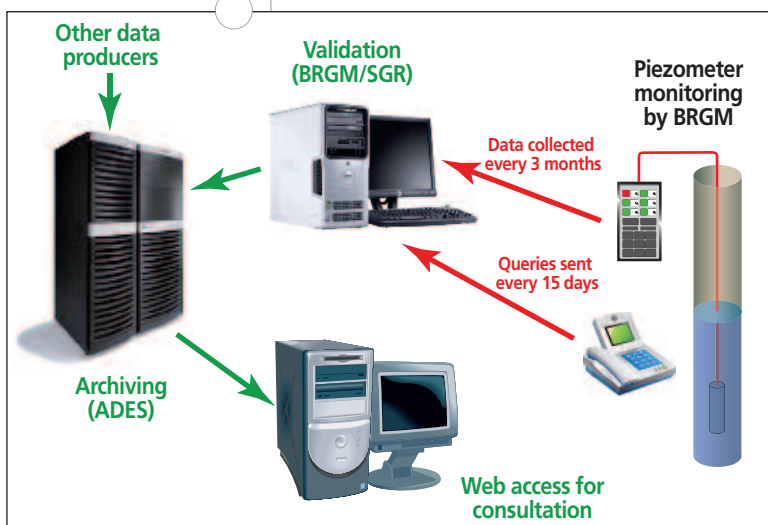 Other data
producers
Validation
(BRGM/SGR)
Piezometer
monitoring
by BRGM
Data collected
every 3 months
Queries sent
every 15 days
Archiving
(ADES)
Web access for
consultation